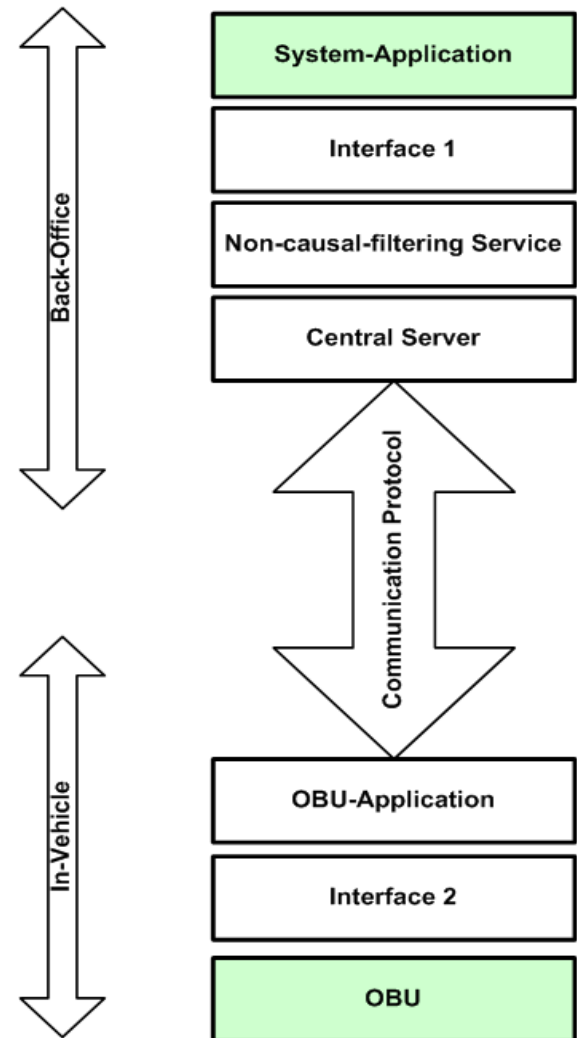 System-Application
Interface 1
Non-causal-filtering Service
Central Server
Back-Office
Communication Protocol
OBU-Application
Interface 2
OBU
In-Vehicle